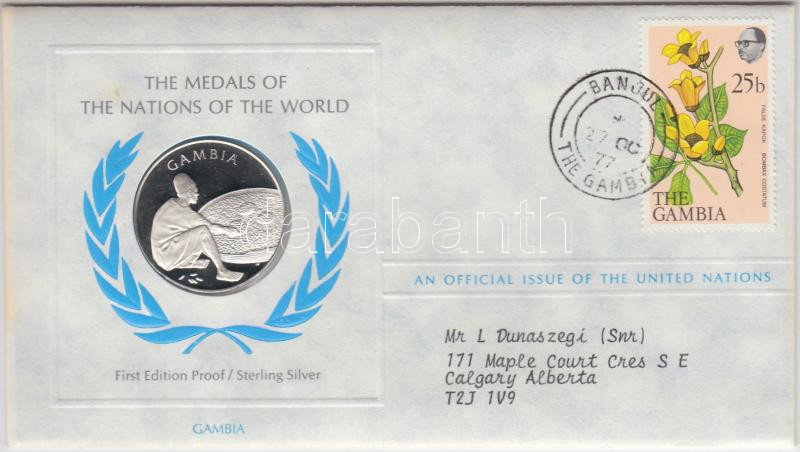 THE MEDALS OF
THE NATIONS OF THE WORLD
GAMBIA
First Edition Proof / Sterling Silver
GAMBIA
BANJUL
27 OC
77
THE GAMBIA
25b
FALSE KAPOK BOMBAX COSTATUM
THE
GAMBIA
AN OFFICIAL ISSUE OF THE UNITED NATIONS
Mr L Dunaszegi (Snr)
171 Maple Court Cres S E
Calgary Alberta
T2J 1V9
darabanth